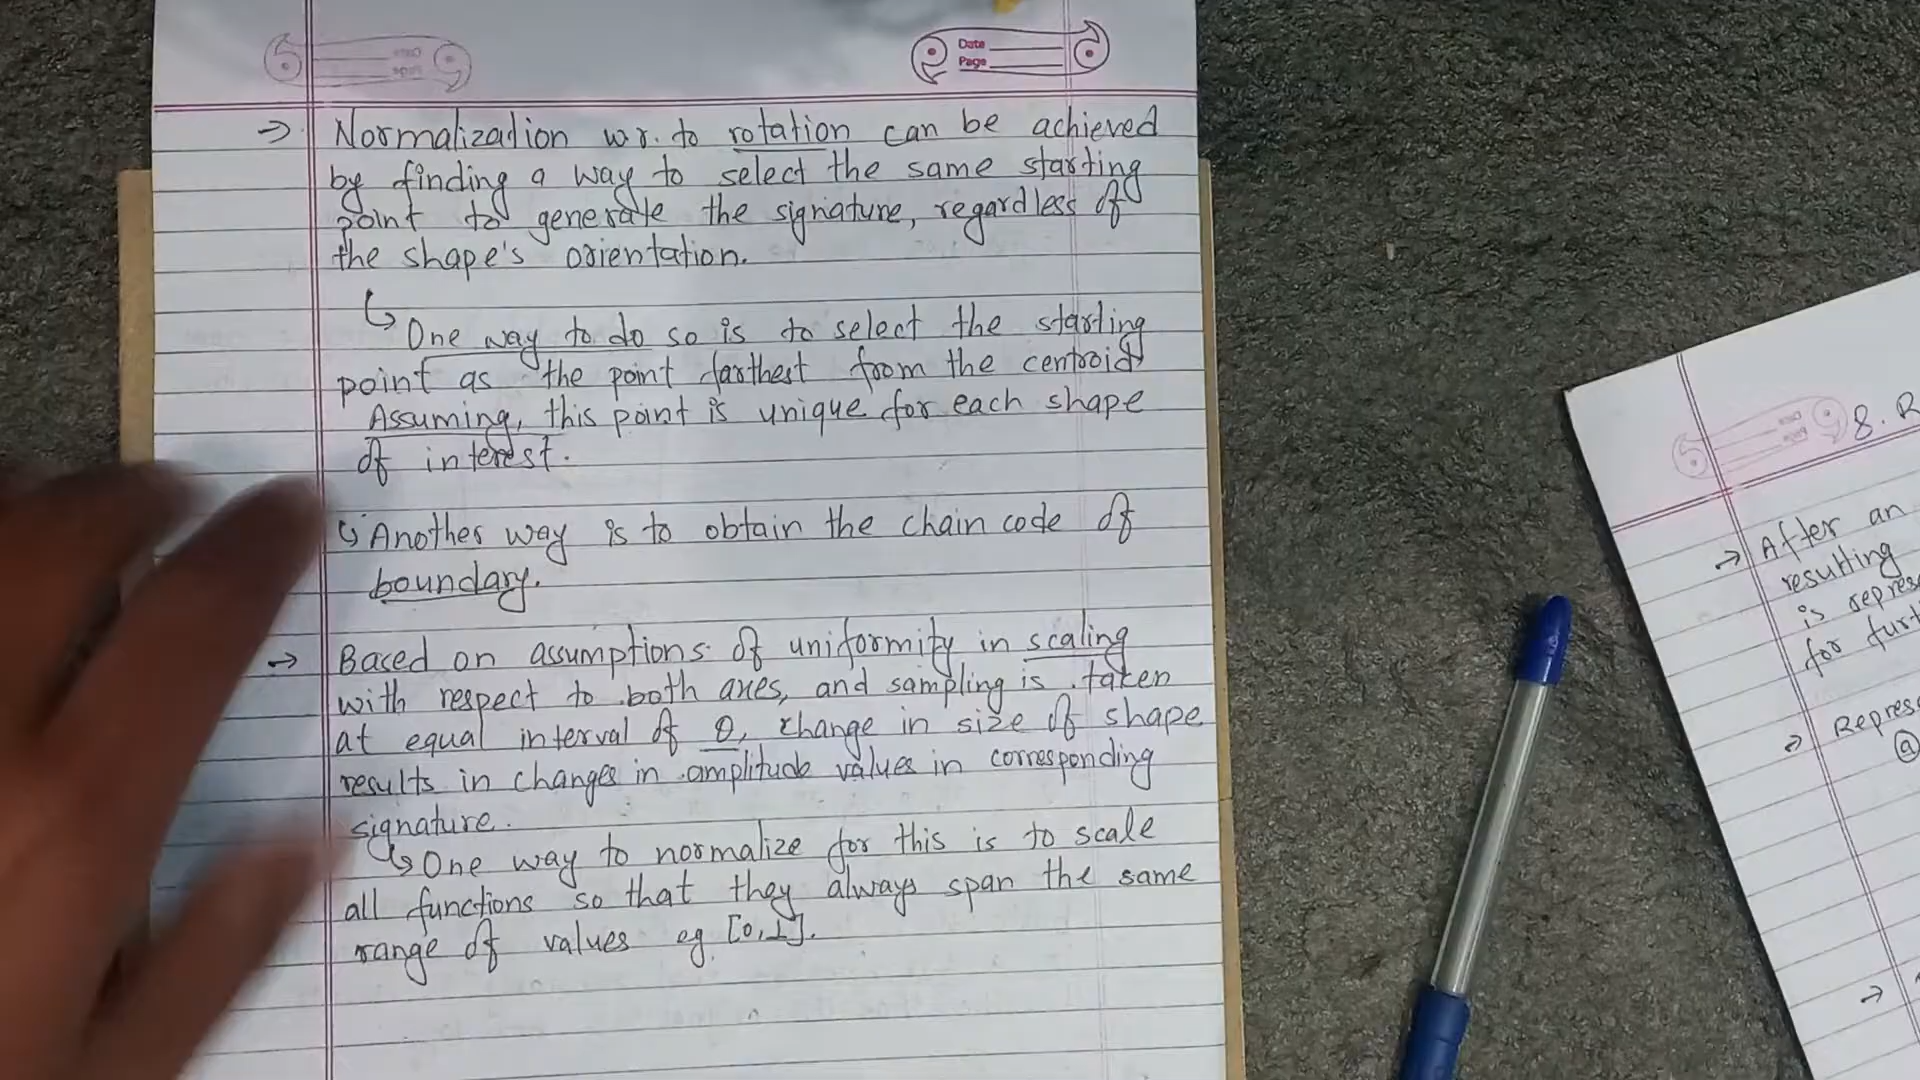 Date
Page
→ Normalization w.r. to rotation can be achieved
by finding a way to select the same starting
point to generate the signature, regardless of
the shape's orientation.
↳ One way to do so is to select the starting
point as the point farthest from the centroid
Assuming, this point is unique for each shape
of interest.
↳ Another way is to obtain the chain code of
boundary.
→ Based on assumptions of uniformity in scaling
with respect to both axes, and sampling is taken
at equal interval of θ, change in size of shape
results in changes in amplitude values in corresponding
signature.
↳ One way to normalize for this is to scale
all functions so that they always span the same
range of values eg [0,1].
8. R
→ After an
resulting
is repres
for furt
→ Represe
ⓐ
→